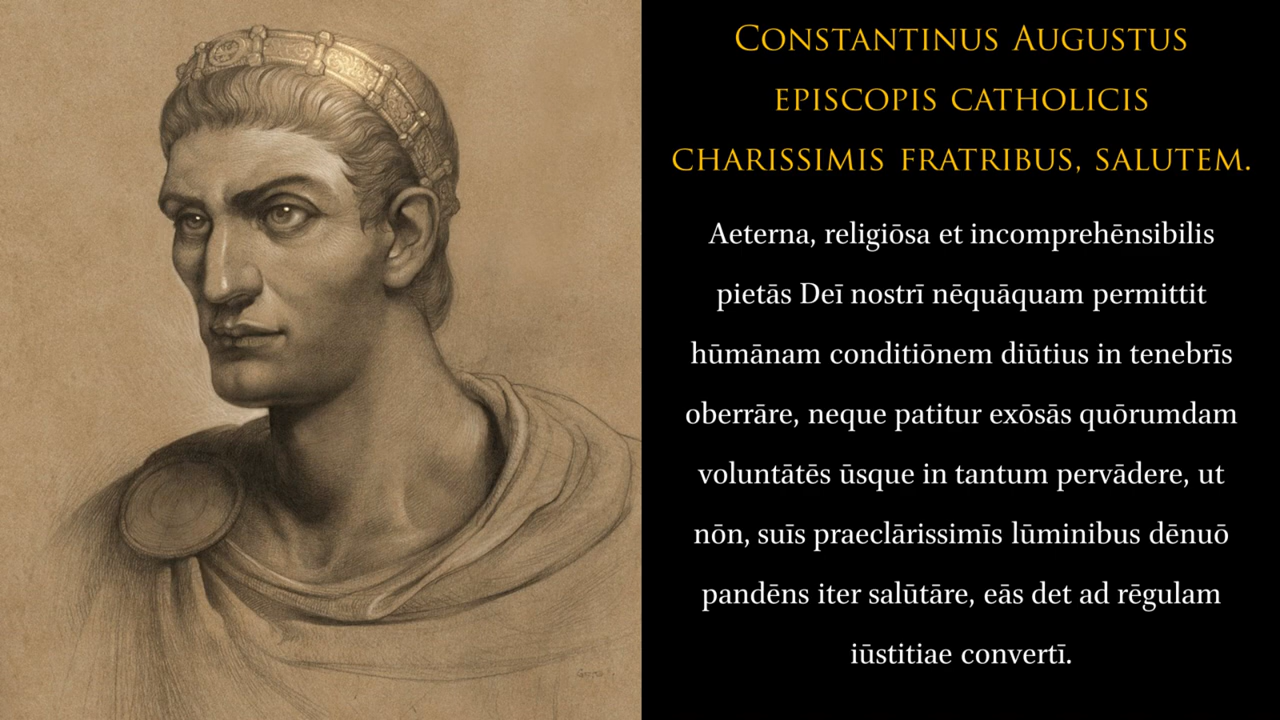 Constantinus Augustus
episcopis catholicis
charissimis fratribus, salutem.
Aeterna, religiōsa et incomprehēnsibilis
pietās Deī nostrī nēquāquam permittit
hūmānam conditiōnem diūtius in tenebrīs
oberrāre, neque patitur exōsās quōrumdam
voluntātēs ūsque in tantum pervādere, ut
nōn, suīs praeclārissimīs lūminibus dēnuō
pandēns iter salūtāre, eās det ad rēgulam
iūstitiae convertī.